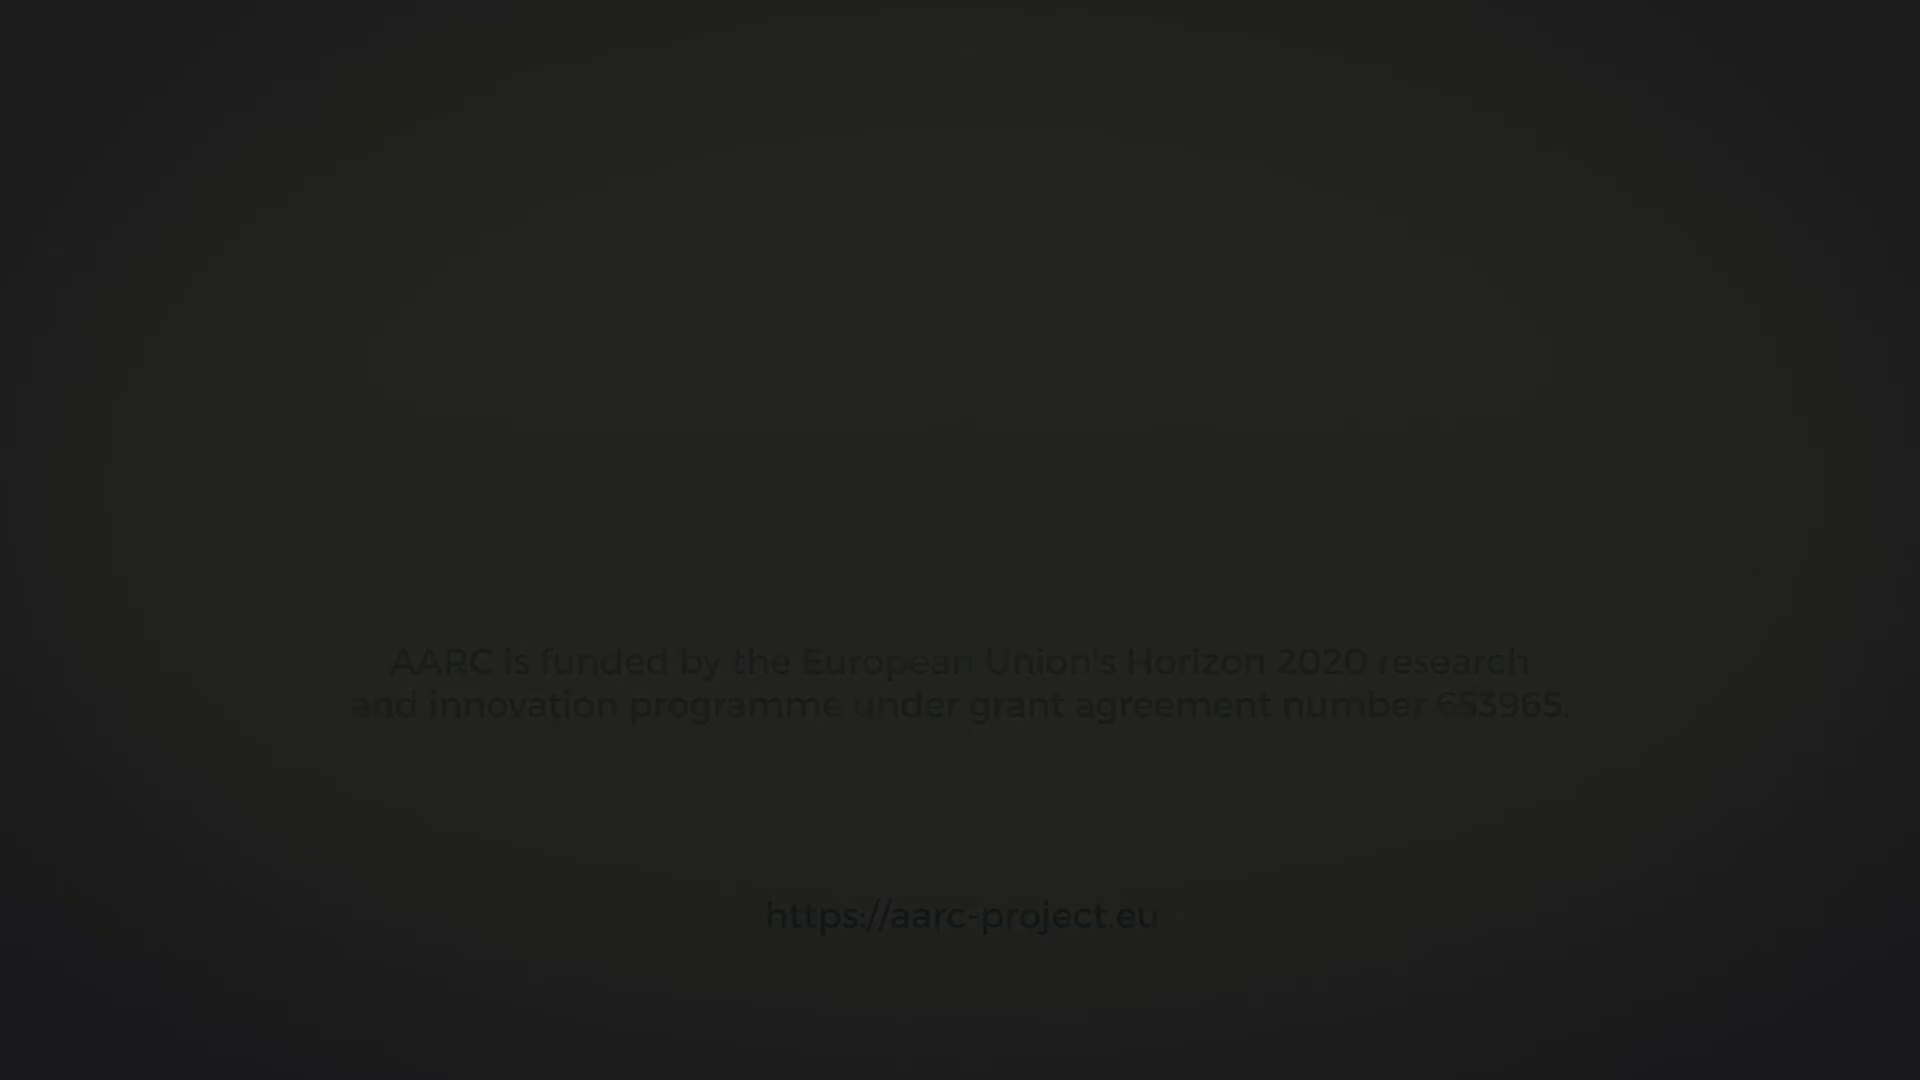 AARC is funded by the European Union's Horizon 2020 research
and innovation programme under grant agreement number 653965.
https://aarc-project.eu